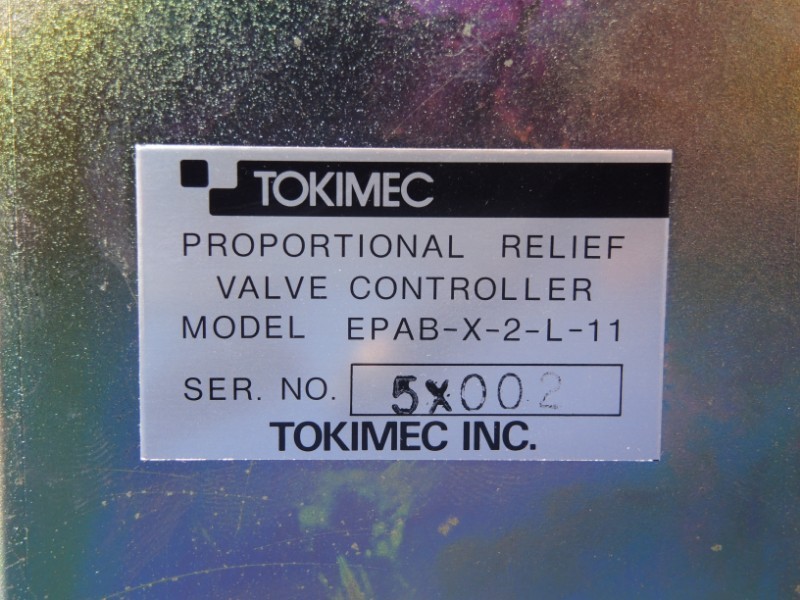 TOKIMEC
PROPORTIONAL RELIEF
VALVE CONTROLLER
MODEL EPAB-X-2-L-11
SER. NO. 5X002
TOKIMEC INC.